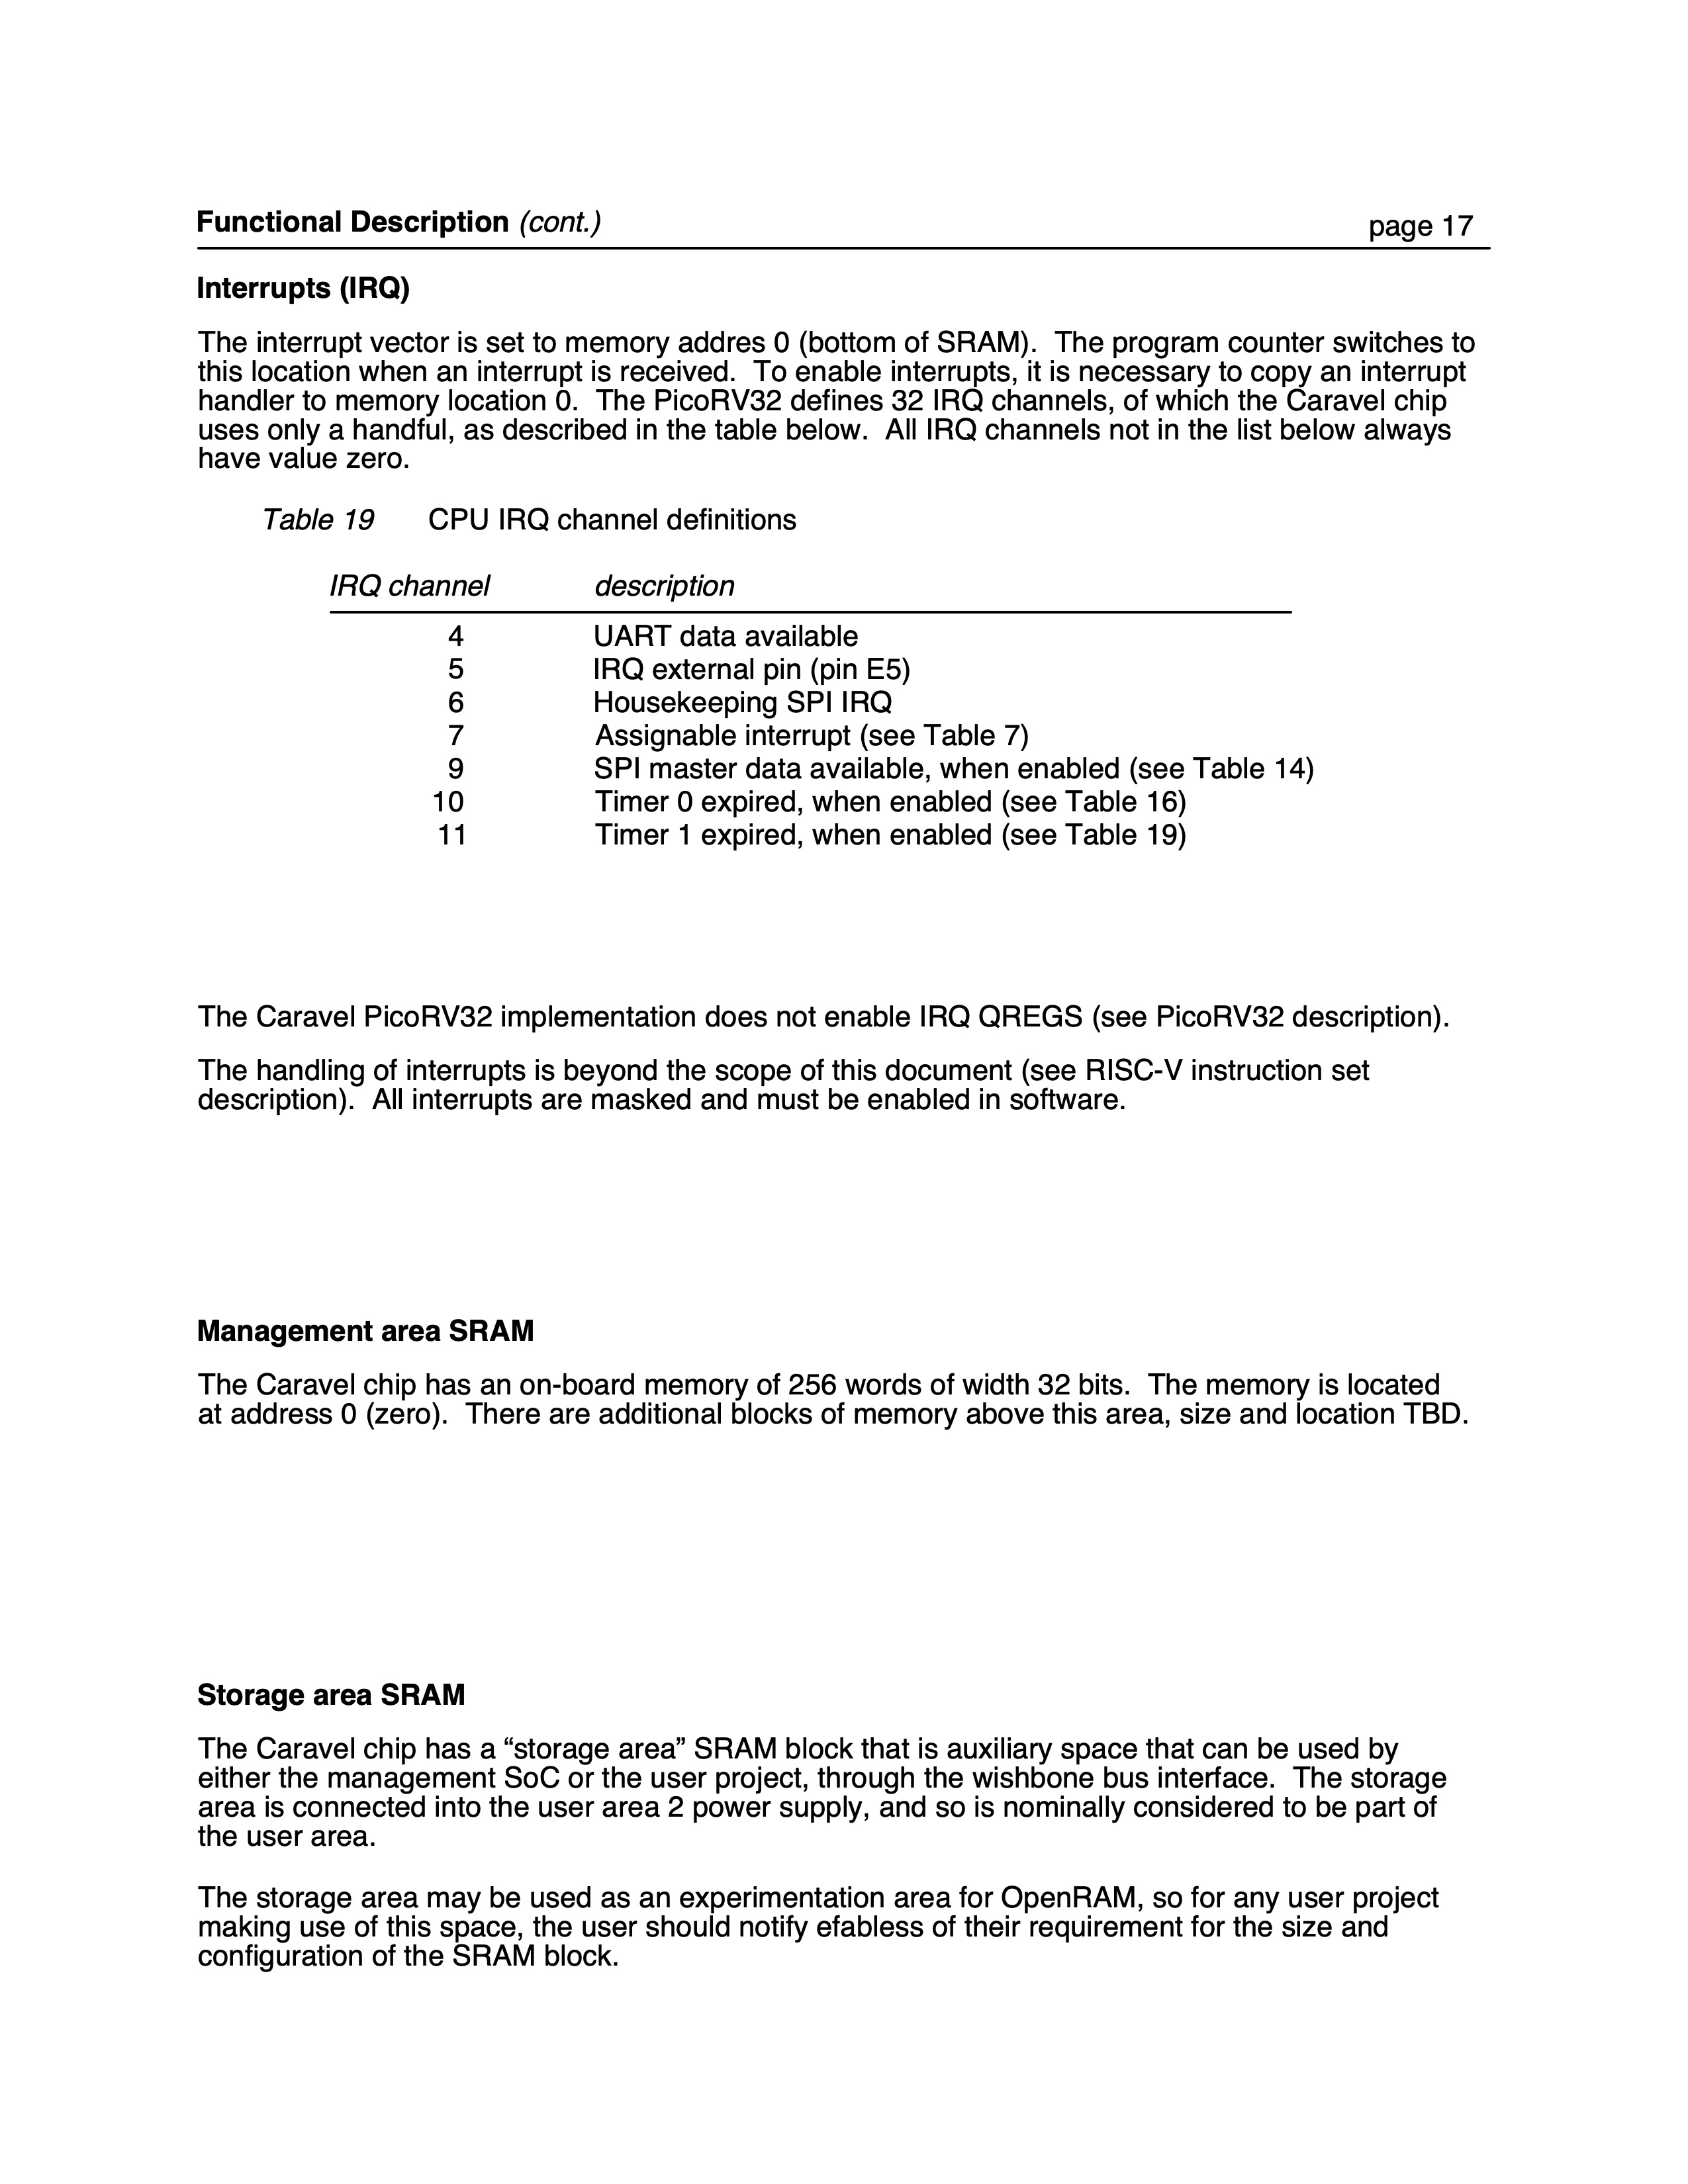 Functional Description (cont.) page 17
Interrupts (IRQ)
The interrupt vector is set to memory addres 0 (bottom of SRAM).  The program counter switches to
this location when an interrupt is received.  To enable interrupts, it is necessary to copy an interrupt
handler to memory location 0.  The PicoRV32 defines 32 IRQ channels, of which the Caravel chip
uses only a handful, as described in the table below.  All IRQ channels not in the list below always
have value zero.
Table 19 CPU IRQ channel definitions
IRQ channel description
4 UART data available
5 IRQ external pin (pin E5)
6 Housekeeping SPI IRQ
7 Assignable interrupt (see Table 7)
9 SPI master data available, when enabled (see Table 14)
10 Timer 0 expired, when enabled (see Table 16)
11 Timer 1 expired, when enabled (see Table 19)
The Caravel PicoRV32 implementation does not enable IRQ QREGS (see PicoRV32 description).
The handling of interrupts is beyond the scope of this document (see RISC-V instruction set
description).  All interrupts are masked and must be enabled in software.
Management area SRAM
The Caravel chip has an on-board memory of 256 words of width 32 bits.  The memory is located
at address 0 (zero).  There are additional blocks of memory above this area, size and location TBD.
Storage area SRAM
The Caravel chip has a “storage area” SRAM block that is auxiliary space that can be used by
either the management SoC or the user project, through the wishbone bus interface.  The storage
area is connected into the user area 2 power supply, and so is nominally considered to be part of
the user area.
The storage area may be used as an experimentation area for OpenRAM, so for any user project
making use of this space, the user should notify efabless of their requirement for the size and
configuration of the SRAM block.